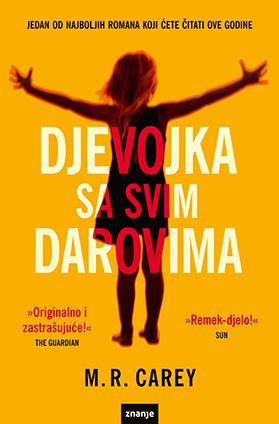 JEDAN OD NAJBOLJIH ROMANA KOJI ĆETE ČITATI OVE GODINE
DJEVOJKA
SA SVIM
DAROVIMA
»Originalno i
zastrašujuće!«
THE GUARDIAN
»Remek-djelo!«
SUN
M. R. CAREY
znanje